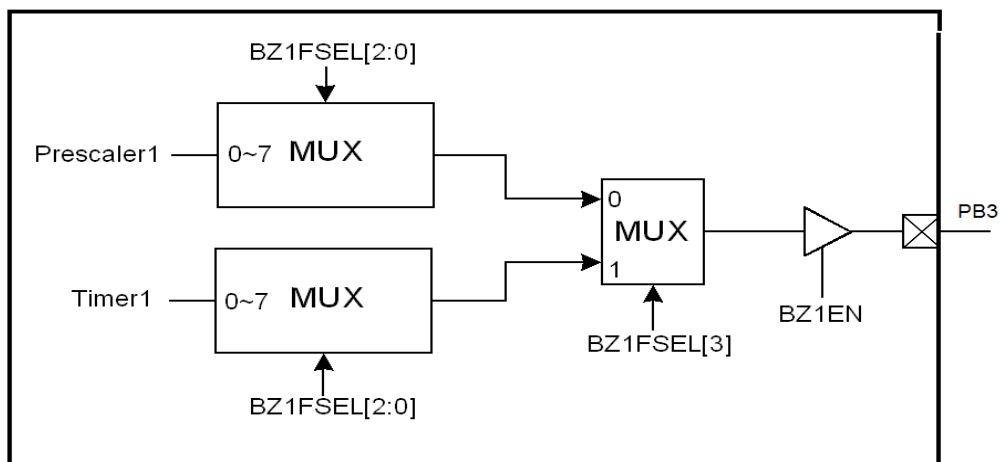 BZ1FSEL[2:0]
Prescaler1
0~7 MUX
0
MUX
1
PB3
Timer1
0~7 MUX
BZ1EN
BZ1FSEL[3]
BZ1FSEL[2:0]